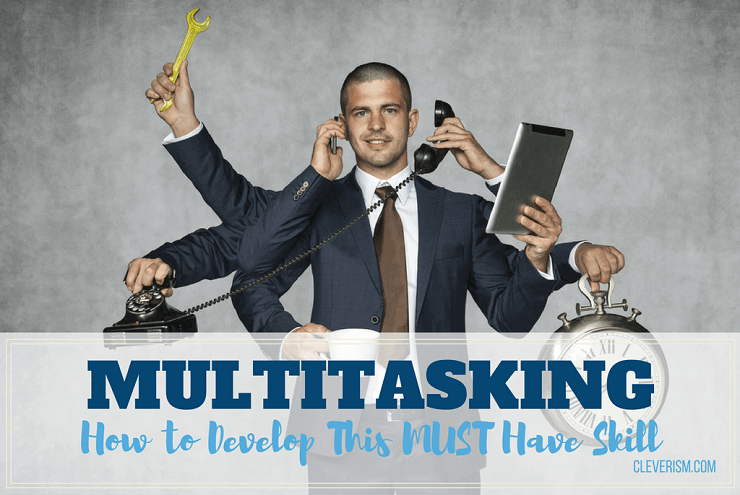 MULTITASKING
How to Develop This MUST Have Skill
CLEVERISM.COM